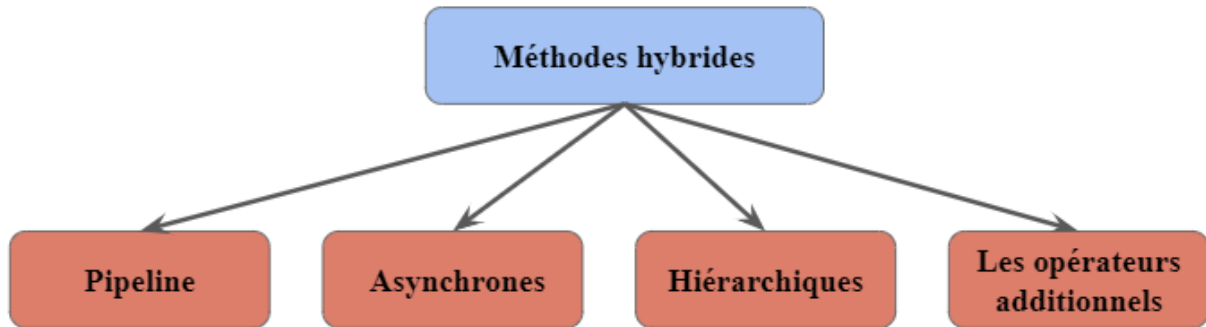 Méthodes hybrides
Pipeline
Asynchrones
Hiérarchiques
Les opérateurs
additionnels